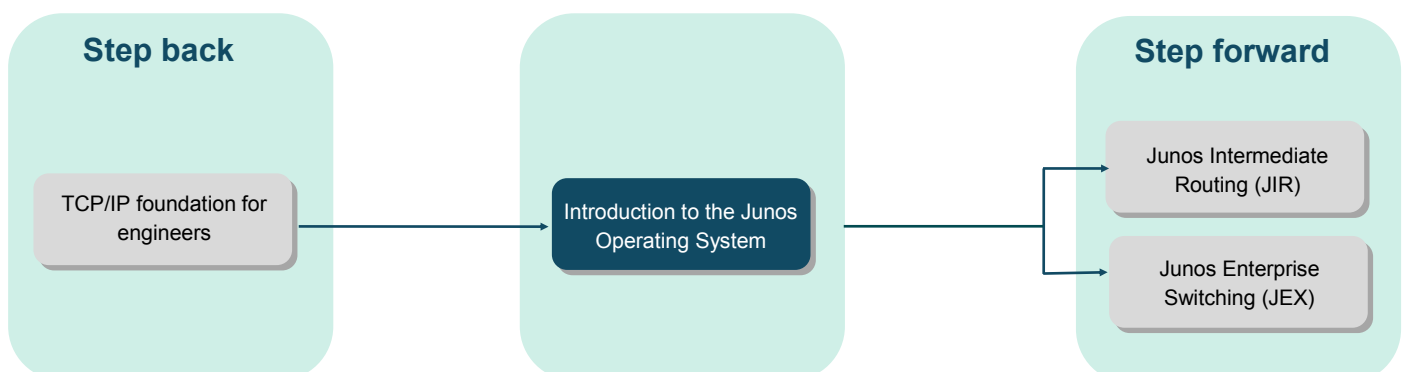 Step back
TCP/IP foundation for
engineers
Introduction to the Junos
Operating System
Step forward
Junos Intermediate
Routing (JIR)
Junos Enterprise
Switching (JEX)